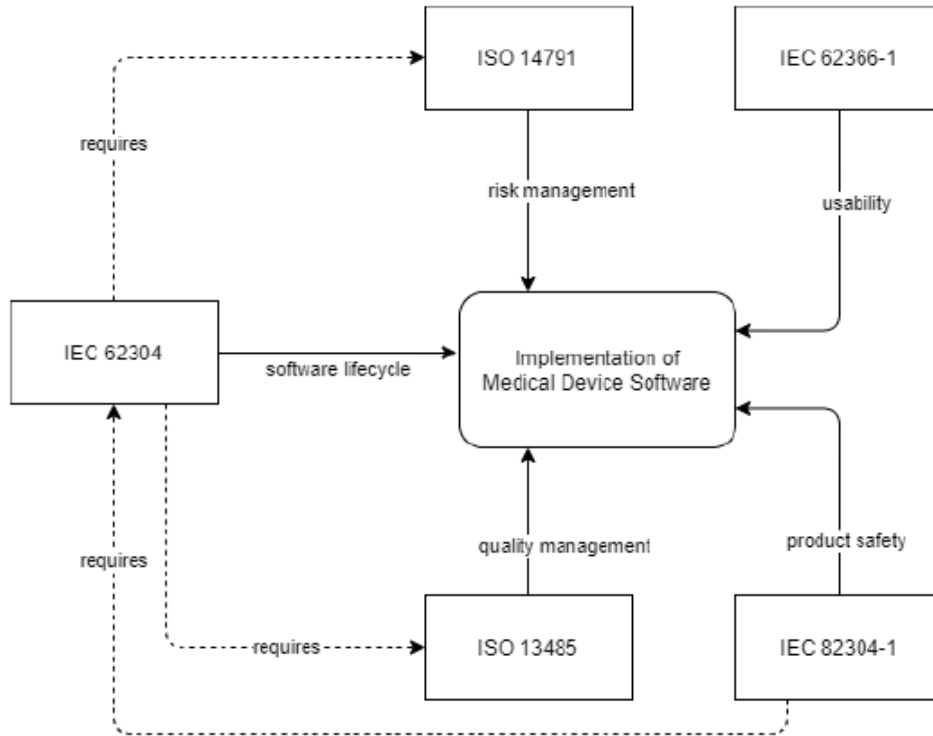 ISO 14791
IEC 62366-1
requires
risk management
usability
IEC 62304
software lifecycle
Implementation of
Medical Device Software
requires
quality management
product safety
requires
ISO 13485
IEC 82304-1